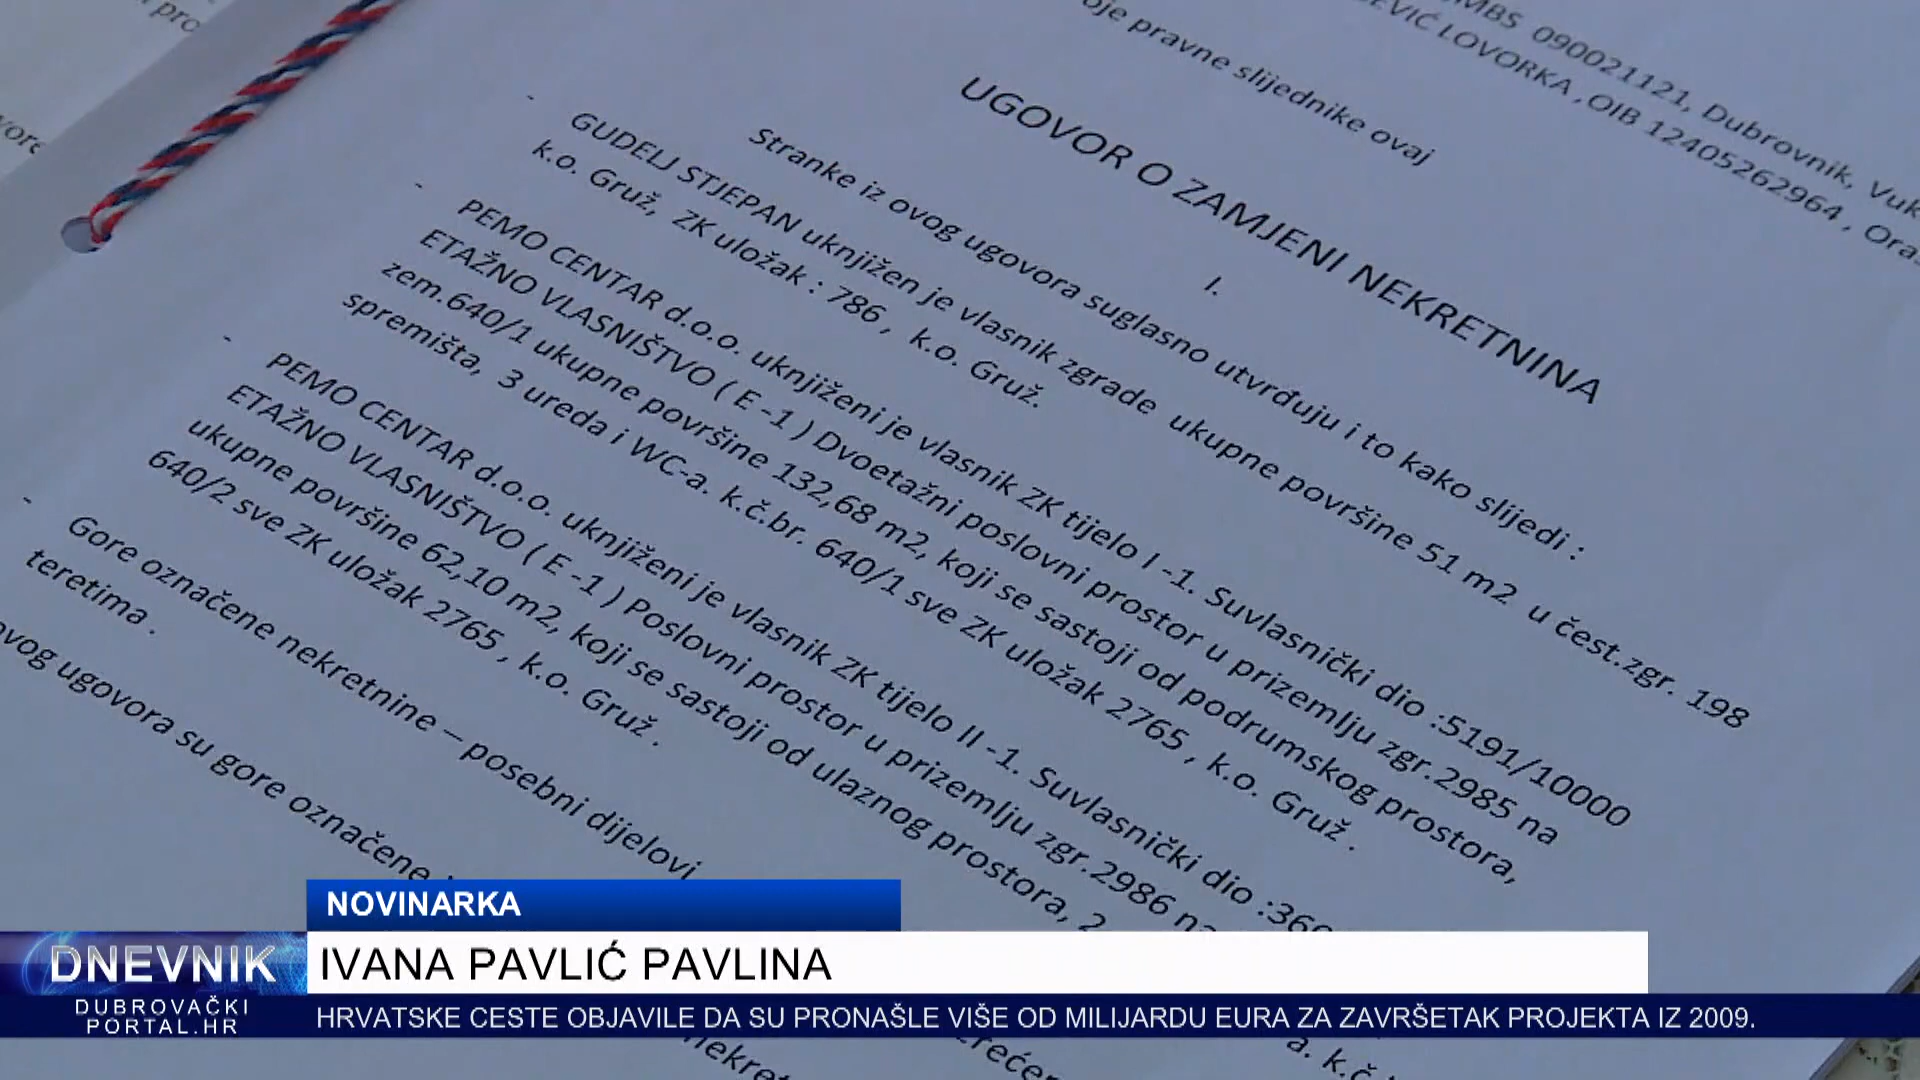 MBS 090021121, Dubrovnik, Vuk
EVIĆ LOVORKA , OIB 12405262964 , Oraš
oje pravne slijednike ovaj
UGOVOR O ZAMJENI NEKRETNINA
I.
Stranke iz ovog ugovora suglasno utvrđuju i to kako slijedi :
- GUDELJ STJEPAN uknjižen je vlasnik zgrade ukupne površine 51 m2 u čest.zgr. 198
k.o. Gruž, ZK uložak : 786 , k.o. Gruž.
- PEMO CENTAR d.o.o. uknjiženi je vlasnik ZK tijelo I -1. Suvlasnički dio :5191/10000
ETAŽNO VLASNIŠTVO ( E -1 ) Dvoetažni poslovni prostor u prizemlju zgr.2985 na
zem.640/1 ukupne površine 132,68 m2, koji se sastoji od podrumskog prostora,
spremišta, 3 ureda i WC-a. k.č.br. 640/1 sve ZK uložak 2765 , k.o. Gruž .
- PEMO CENTAR d.o.o. uknjiženi je vlasnik ZK tijelo II -1. Suvlasnički dio :360
ETAŽNO VLASNIŠTVO ( E -1 ) Poslovni prostor u prizemlju zgr.2986 na
ukupne površine 62,10 m2, koji se sastoji od ulaznog prostora, 2
640/2 sve ZK uložak 2765 , k.o. Gruž .
- Gore označene nekretnine – posebni dijelovi
teretima .
ovog ugovora su gore označene
NOVINARKA
IVANA PAVLIĆ PAVLINA
DNEVNIK
DUBROVAČKI
PORTAL.HR
HRVATSKE CESTE OBJAVILE DA SU PRONAŠLE VIŠE OD MILIJARDU EURA ZA ZAVRŠETAK PROJEKTA IZ 2009.